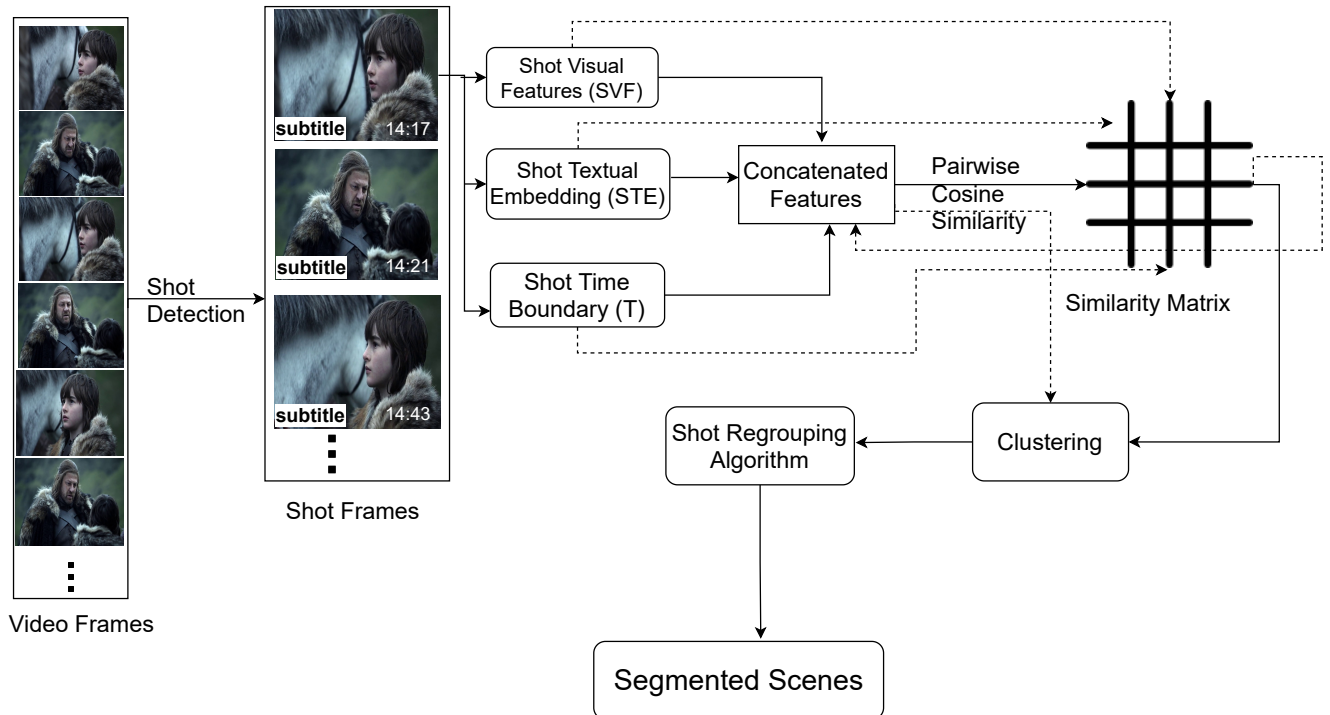 Video Frames
Shot
Detection
subtitle 14:17
subtitle 14:21
subtitle 14:43
Shot Frames
Shot Visual
Features (SVF)
Shot Textual
Embedding (STE)
Shot Time
Boundary (T)
Concatenated
Features
Pairwise
Cosine
Similarity
Similarity Matrix
Clustering
Shot Regrouping
Algorithm
Segmented Scenes